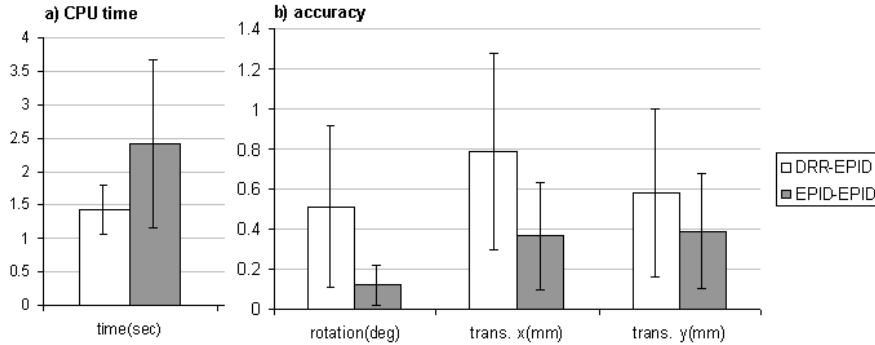 a) CPU time
b) accuracy
4
3.5
3
2.5
2
1.5
1
0.5
0
time(sec)
1.4
1.2
1
0.8
0.6
0.4
0.2
0
rotation(deg)
trans. x(mm)
trans. y(mm)
DRR-EPID
EPID-EPID